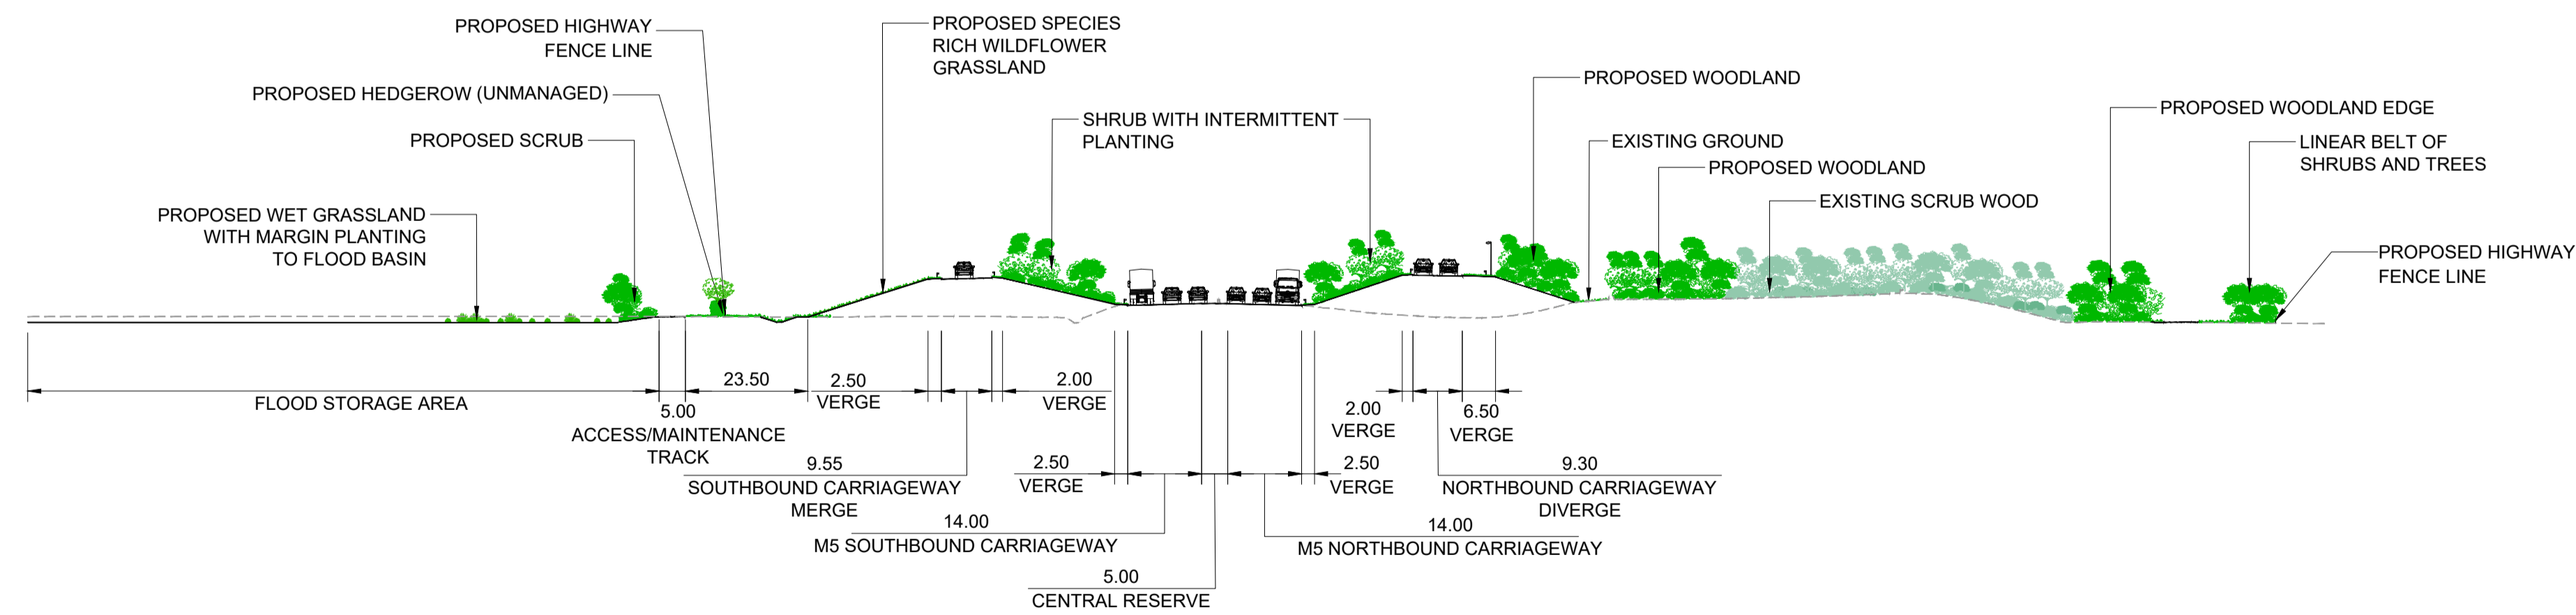 PROPOSED HIGHWAY
FENCE LINE
PROPOSED HEDGEROW (UNMANAGED)
PROPOSED SCRUB
PROPOSED WET GRASSLAND
WITH MARGIN PLANTING
TO FLOOD BASIN
PROPOSED SPECIES
RICH WILDFLOWER
GRASSLAND
SHRUB WITH INTERMITTENT
PLANTING
PROPOSED WOODLAND
EXISTING GROUND
PROPOSED WOODLAND
EXISTING SCRUB WOOD
PROPOSED WOODLAND EDGE
LINEAR BELT OF
SHRUBS AND TREES
PROPOSED HIGHWAY
FENCE LINE
FLOOD STORAGE AREA
5.00
ACCESS/MAINTENANCE
TRACK
23.50
2.50
VERGE
9.55
SOUTHBOUND CARRIAGEWAY
MERGE
2.00
VERGE
2.50
VERGE
14.00
M5 SOUTHBOUND CARRIAGEWAY
5.00
CENTRAL RESERVE
14.00
M5 NORTHBOUND CARRIAGEWAY
2.50
VERGE
2.00
VERGE
9.30
NORTHBOUND CARRIAGEWAY
DIVERGE
6.50
VERGE